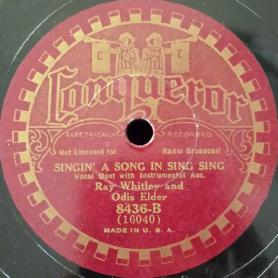 C C
Conqueror
ELECTRICALLY RECORDED
Not Licensed for Radio Broadcast
SINGIN' A SONG IN SING SING
Vocal Duet with Instrumental Acc.
Ray Whitley and
Odis Elder
8436-B
(16040)
MADE IN U. S. A.